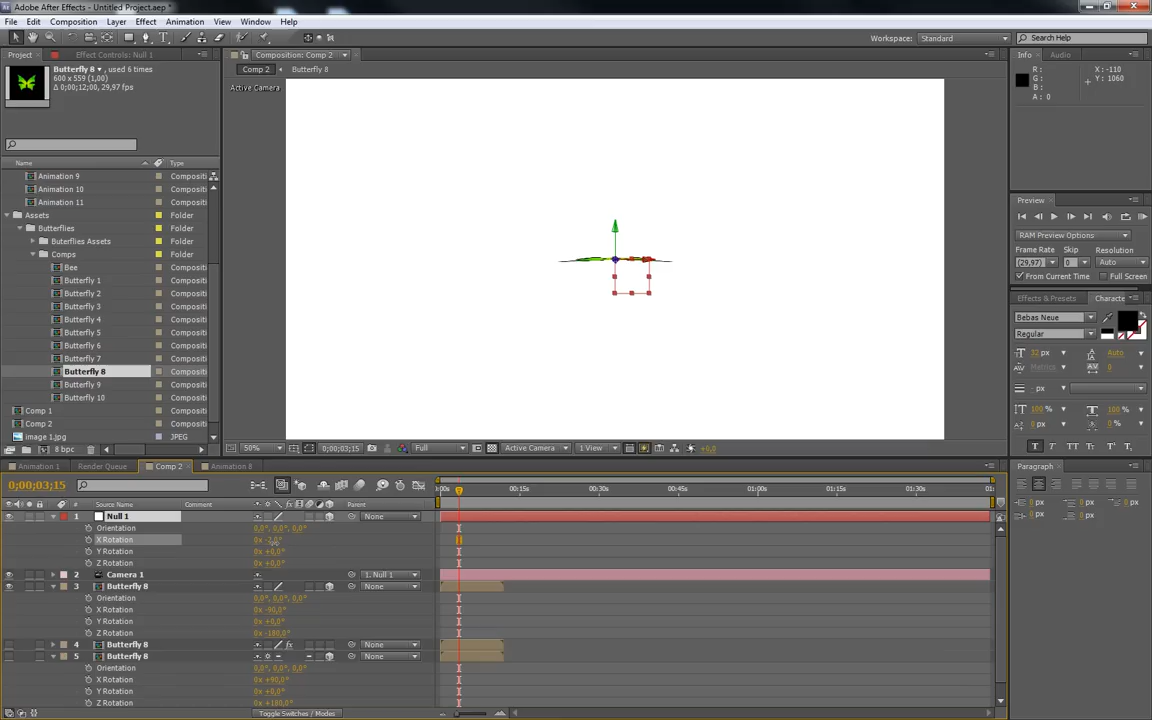 Adobe After Effects - Untitled Project.aep *
File Edit Composition Layer Effect Animation View Window Help
Workspace: Standard
Search Help
Project
Effect Controls: Null 1
Composition: Comp 2
Info
Audio
Butterfly 8 , used 6 times
600 x 559 (1,00)
Δ 0;00;12;00, 29,97 fps
Comp 2
Butterfly 8
Active Camera
R :
G :
B :
A : 0
X : -110
Y : 1060
Name
Type
Animation 9 Compositi
Animation 10 Compositi
Animation 11 Compositi
Assets Folder
Butterflies Folder
Buterflies Assets Folder
Comps Folder
Bee Compositi
Butterfly 1 Compositi
Butterfly 2 Compositi
Butterfly 3 Compositi
Butterfly 4 Compositi
Butterfly 5 Compositi
Butterfly 6 Compositi
Butterfly 7 Compositi
Butterfly 8 Compositi
Butterfly 9 Compositi
Butterfly 10 Compositi
Comp 1 Compositi
Comp 2 Compositi
image 1.jpg JPEG
8 bpc
Preview
RAM Preview Options
Frame Rate Skip Resolution
(29,97) 0 Auto
From Current Time Full Screen
Effects & Presets
Characte
Bebas Neue
Regular
32 px Auto
Metrics 0
- px
100 % 100 %
0 px 0 %
50% 0;00;03;15 Full Active Camera 1 View +0,0
Animation 1 Render Queue Comp 2 Animation 8
Paragraph
0;00;03;15
:00s 00:15s 00:30s 00:45s 01:00s 01:15s 01:30s
# Source Name Comment Parent
1 Null 1 None
Orientation 0,0°, 0,0°, 0,0°
X Rotation
Y Rotation 0x +0,0°
Z Rotation 0x +0,0°
2 Camera 1 1. Null 1
3 Butterfly 8 None
Orientation 0,0°, 0,0°, 0,0°
X Rotation 0x -90,0°
Y Rotation 0x +0,0°
Z Rotation 0x -180,0°
4 Butterfly 8 None
5 Butterfly 8 None
Orientation 0,0°, 0,0°, 0,0°
X Rotation 0x +90,0°
Y Rotation 0x +0,0°
Z Rotation 0x +180,0°
0 px 0 px 0 px
0 px 0 px
Toggle Switches / Modes